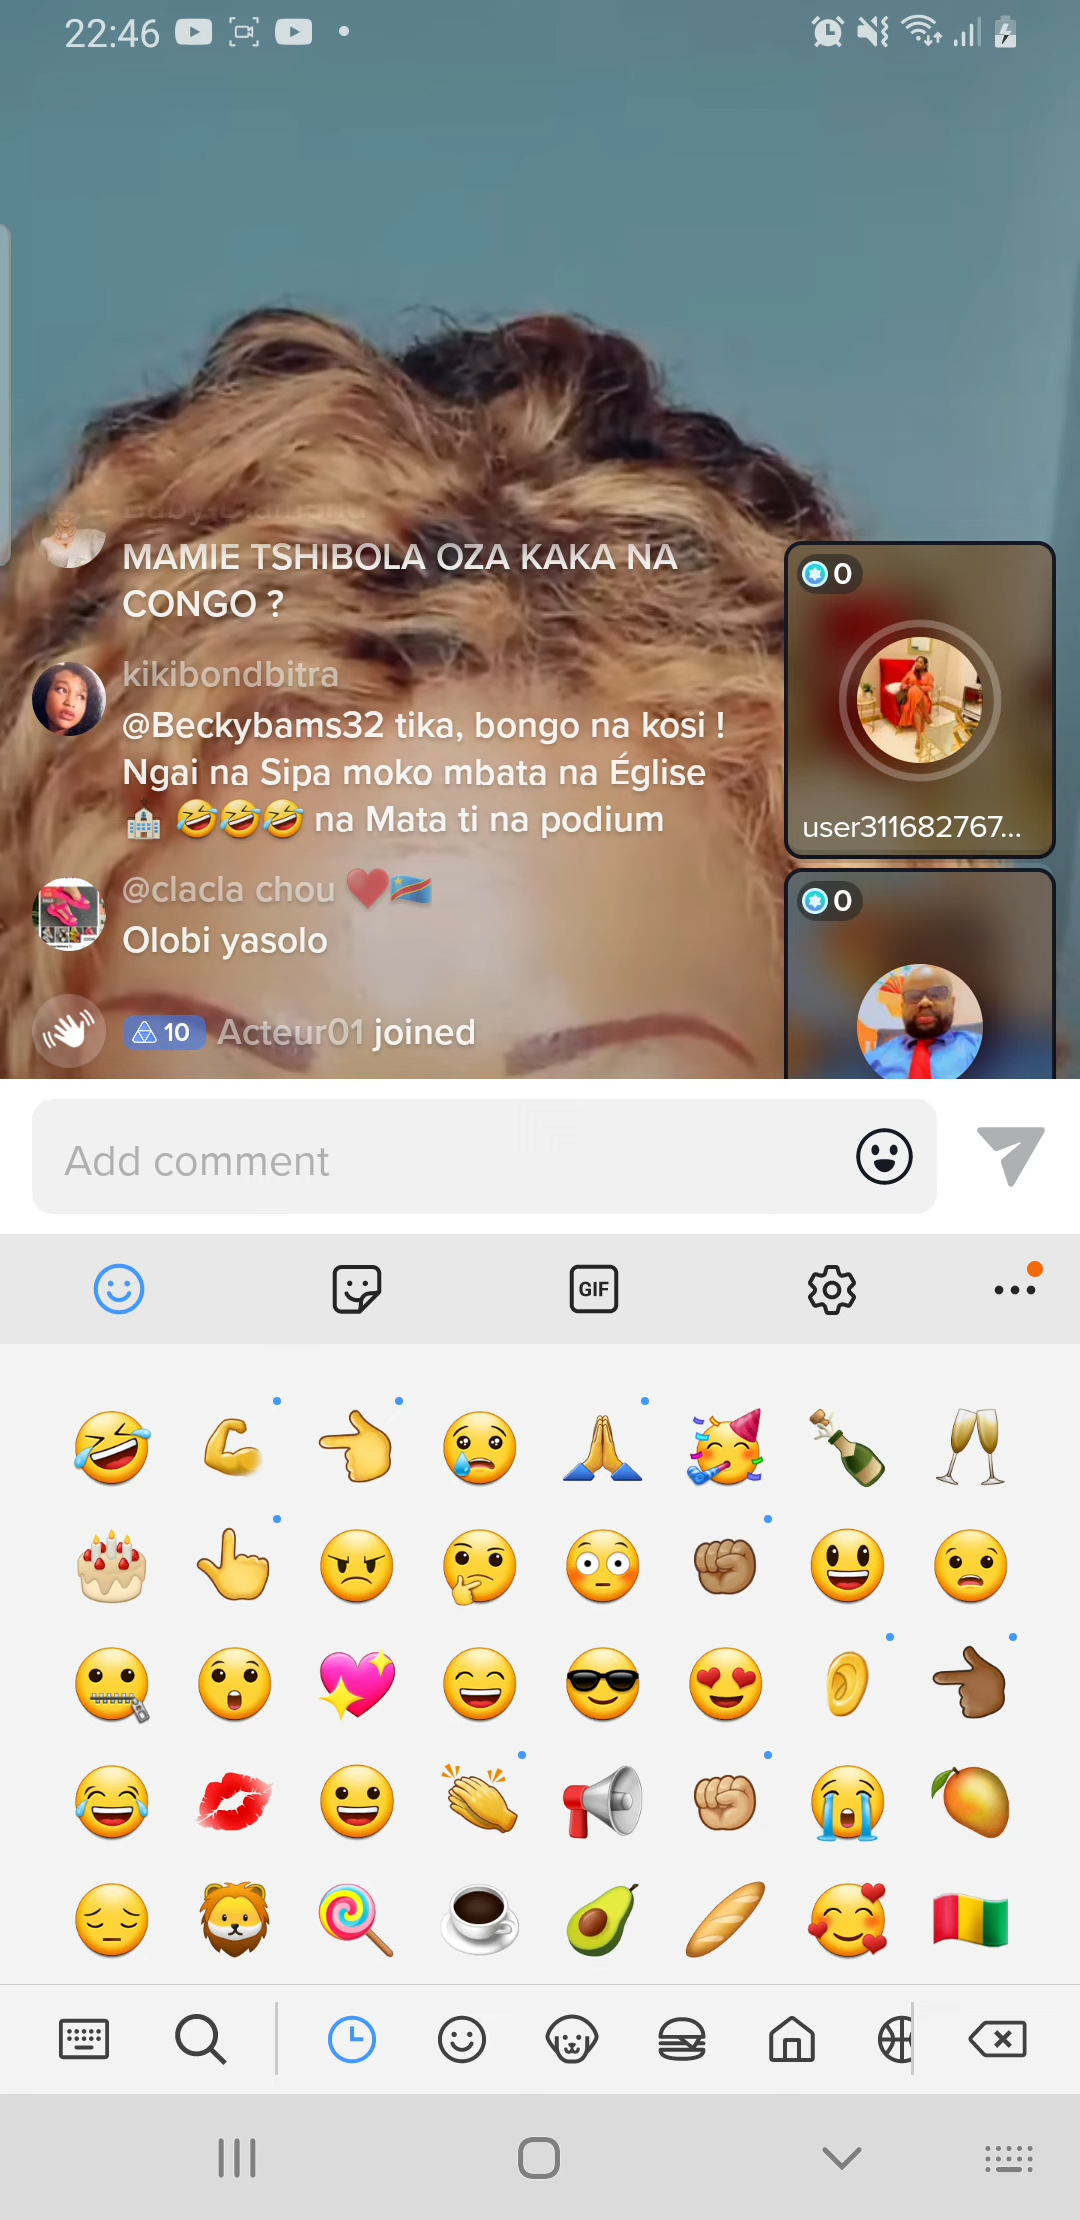 22:46
Baby-Diamond
MAMIE TSHIBOLA OZA KAKA NA
CONGO ?
kikibondbitra
@Beckybams32 tika, bongo na kosi !
Ngai na Sipa moko mbata na Église
🏫 🤣🤣🤣 na Mata ti na podium
@clacla chou ❤️🇨🇩
Olobi yasolo
10 Acteur01 joined
0
user311682767...
0
Add comment
GIF